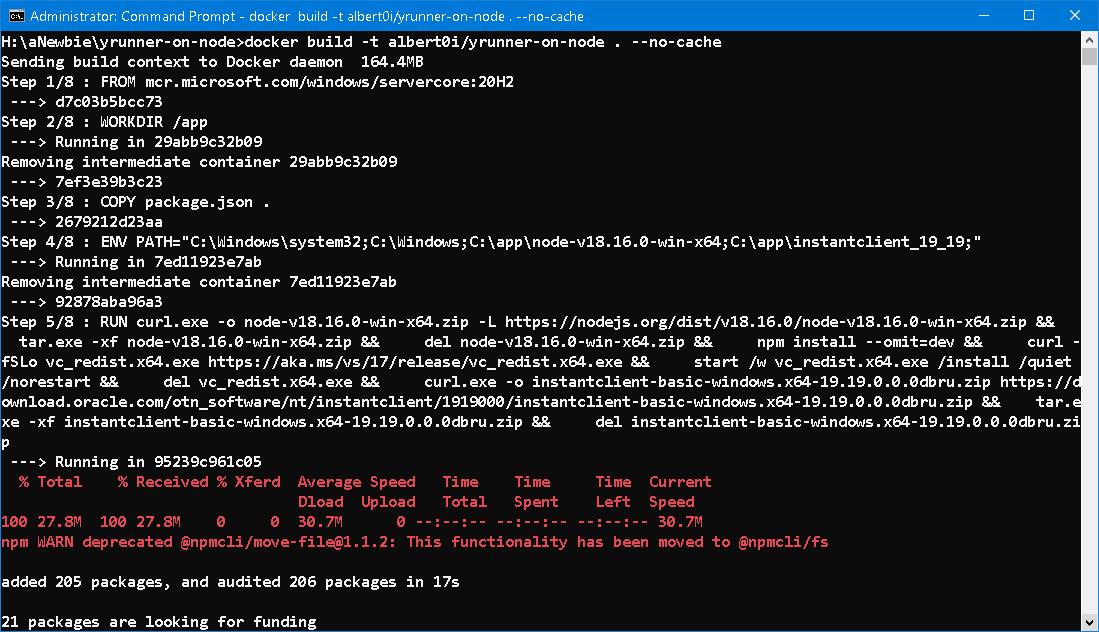 Administrator: Command Prompt - docker  build -t albert0i/yrunner-on-node . --no-cache
H:\aNewbie\yrunner-on-node>docker build -t albert0i/yrunner-on-node . --no-cache
Sending build context to Docker daemon  164.4MB
Step 1/8 : FROM mcr.microsoft.com/windows/servercore:20H2
 ---> d7c03b5bcc73
Step 2/8 : WORKDIR /app
 ---> Running in 29abb9c32b09
Removing intermediate container 29abb9c32b09
 ---> 7ef3e39b3c23
Step 3/8 : COPY package.json .
 ---> 2679212d23aa
Step 4/8 : ENV PATH="C:\Windows\system32;C:\Windows;C:\app\node-v18.16.0-win-x64;C:\app\instantclient_19_19;"
 ---> Running in 7ed11923e7ab
Removing intermediate container 7ed11923e7ab
 ---> 92878aba96a3
Step 5/8 : RUN curl.exe -o node-v18.16.0-win-x64.zip -L https://nodejs.org/dist/v18.16.0/node-v18.16.0-win-x64.zip &&
  tar.exe -xf node-v18.16.0-win-x64.zip &&     del node-v18.16.0-win-x64.zip &&     npm install --omit=dev &&     curl -
fSLo vc_redist.x64.exe https://aka.ms/vs/17/release/vc_redist.x64.exe &&     start /w vc_redist.x64.exe /install /quiet
/norestart &&     del vc_redist.x64.exe &&     curl.exe -o instantclient-basic-windows.x64-19.19.0.0.0dbru.zip https://d
ownload.oracle.com/otn_software/nt/instantclient/1919000/instantclient-basic-windows.x64-19.19.0.0.0dbru.zip &&     tar.e
xe -xf instantclient-basic-windows.x64-19.19.0.0.0dbru.zip &&     del instantclient-basic-windows.x64-19.19.0.0.0dbru.zi
p
 ---> Running in 95239c961c05
  % Total    % Received % Xferd  Average Speed   Time    Time     Time  Current
                                 Dload  Upload   Total   Spent    Left  Speed
100 27.8M  100 27.8M    0     0  30.7M      0 --:--:-- --:--:-- --:--:-- 30.7M
npm WARN deprecated @npmcli/move-file@1.1.2: This functionality has been moved to @npmcli/fs
added 205 packages, and audited 206 packages in 17s
21 packages are looking for funding